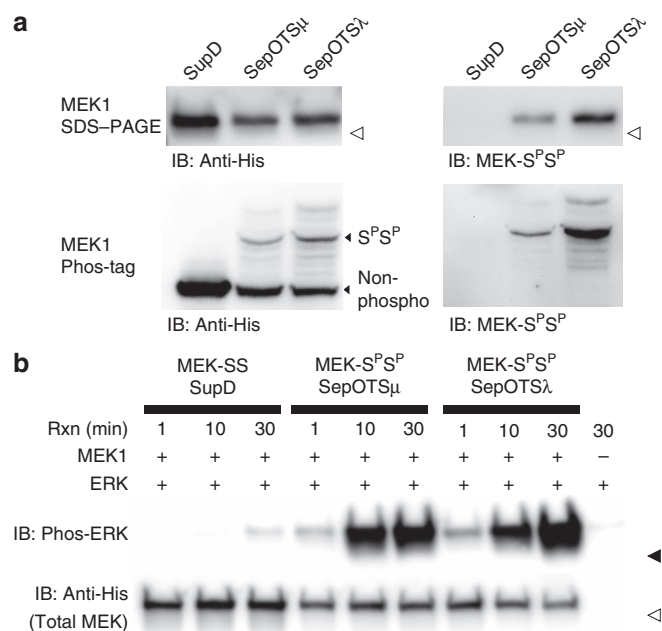 a
SupD SepOTSμ SepOTSλ SupD SepOTSμ SepOTSλ
MEK1
SDS–PAGE
IB: Anti-His IB: MEK-SᴾSᴾ
MEK1
Phos-tag
SᴾSᴾ
Non-
phospho
IB: Anti-His IB: MEK-SᴾSᴾ
b
MEK-SS MEK-SᴾSᴾ MEK-SᴾSᴾ
SupD SepOTSμ SepOTSλ
Rxn (min) 1 10 30 1 10 30 1 10 30 30
MEK1 + + + + + + + + + –
ERK + + + + + + + + + +
IB: Phos-ERK
IB: Anti-His
(Total MEK)